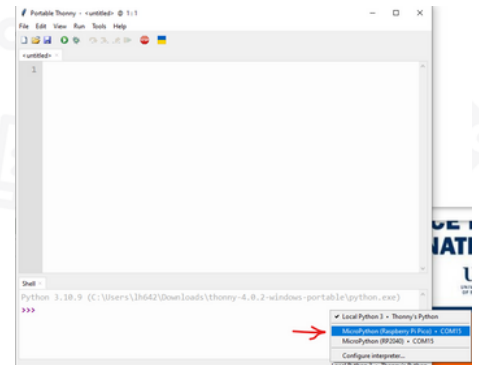 Portable Thonny - <untitled> @ 1:1
File Edit View Run Tools Help
<untitled>
1
Shell
Python 3.10.9 (C:\Users\lh642\Downloads\thonny-4.0.2-windows-portable\python.exe)
>>>
✓ Local Python 3 • Thonny's Python
MicroPython (Raspberry Pi Pico) • COM15
MicroPython (RP2040) • COM15
Configure interpreter...